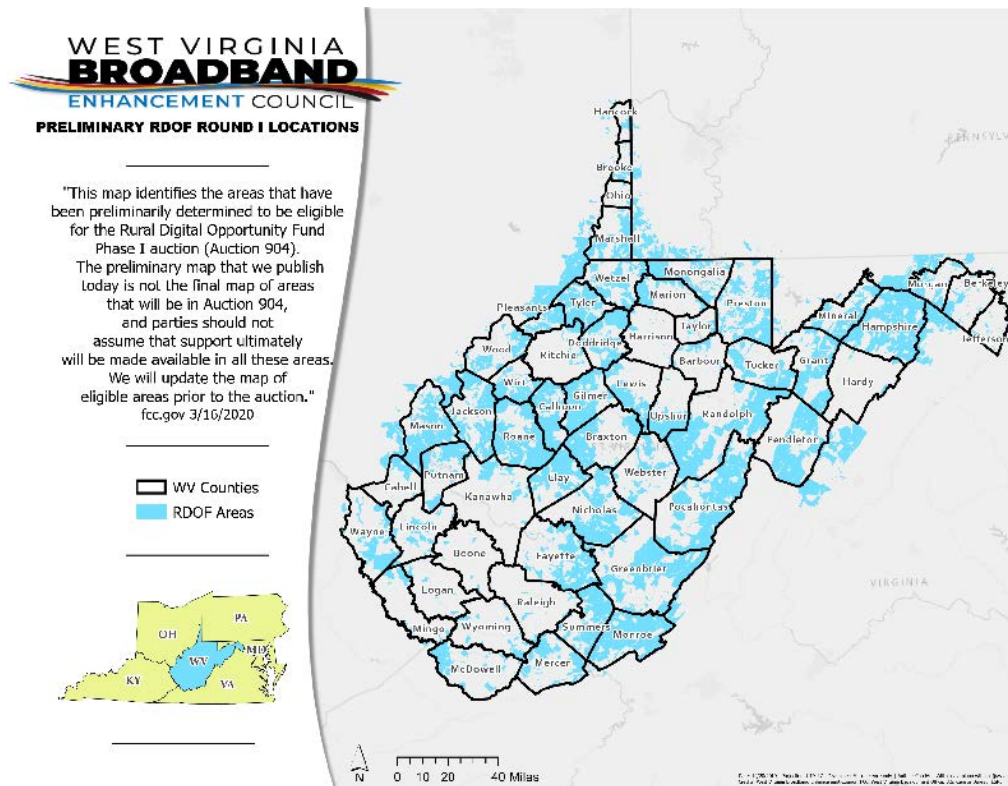 WEST VIRGINIA
BROADBAND
ENHANCEMENT COUNCIL
PRELIMINARY RDOF ROUND I LOCATIONS
"This map identifies the areas that have
been preliminarily determined to be eligible
for the Rural Digital Opportunity Fund
Phase I auction (Auction 904).
The preliminary map that we publish
today is not the final map of areas
that will be in Auction 904,
and parties should not
assume that support ultimately
will be made available in all these areas.
We will update the map of
eligible areas prior to the auction."
fcc.gov 3/16/2020
WV Counties
RDOF Areas
OH
PA
WV
MD
KY
VA
N
0 10 20 40 Miles
Hancock
Brooke
Ohio
Marshall
Wetzel
Monongalia
Marion
Preston
Pleasants
Tyler
Morgan
Berkeley
Mineral
Hampshire
Jefferson
Wood
Ritchie
Doddridge
Harrison
Taylor
Barbour
Tucker
Grant
Hardy
Wirt
Lewis
Gilmer
Calhoun
Jackson
Mason
Roane
Braxton
Upshur
Randolph
Pendleton
Putnam
Cabell
Kanawha
Clay
Webster
Pocahontas
Nicholas
Wayne
Lincoln
Boone
Fayette
Greenbrier
Logan
Raleigh
Mingo
Wyoming
Summers
Monroe
McDowell
Mercer
VIRGINIA